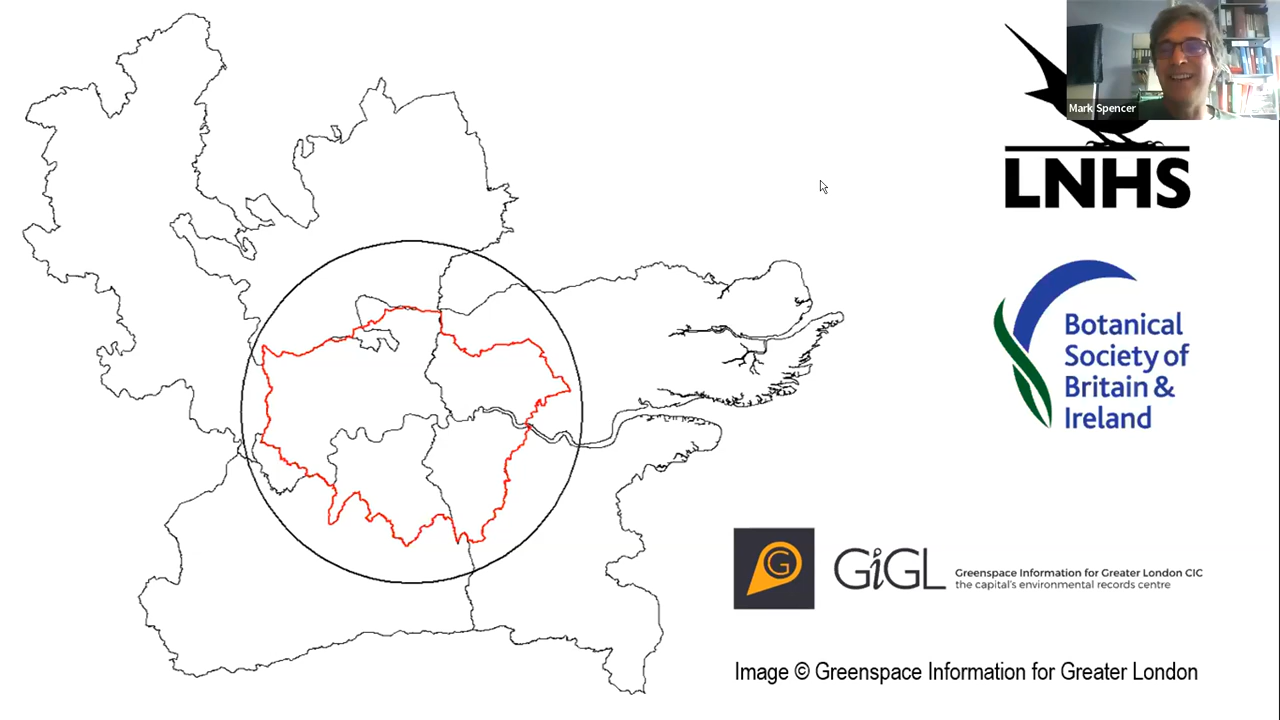 Mark Spencer
LNHS
Botanical
Society of
Britain &
Ireland
G
GiGL
Greenspace Information for Greater London CIC
the capital's environmental records centre
Image © Greenspace Information for Greater London